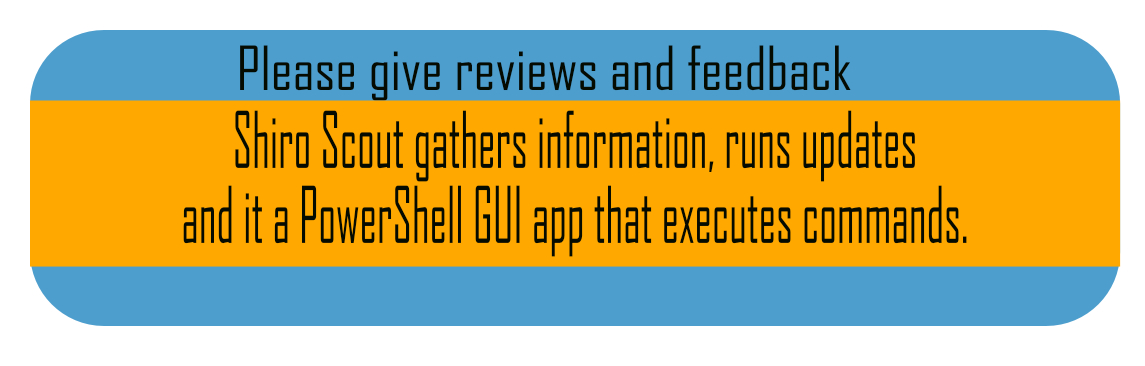 Please give reviews and feedback
Shiro Scout gathers information, runs updates
and it a PowerShell GUI app that executes commands.